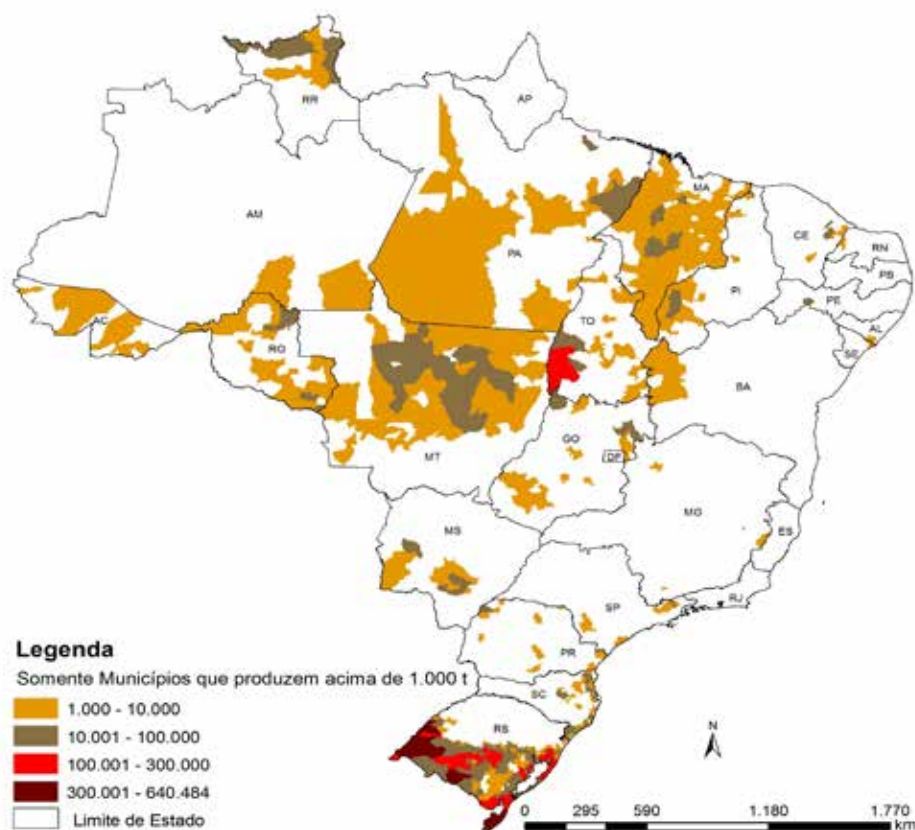 RR
AP
AM
PA
MA
CE
RN
PB
PI
PE
AL
SE
AC
TO
RO
BA
MT
GO
DF
MG
ES
MS
SP
RJ
PR
SC
RS
Legenda
Somente Municípios que produzem acima de 1.000 t
1.000 - 10.000
10.001 - 100.000
100.001 - 300.000
300.001 - 640.484
Limite de Estado
N
0 295 590 1.180 1.770
km